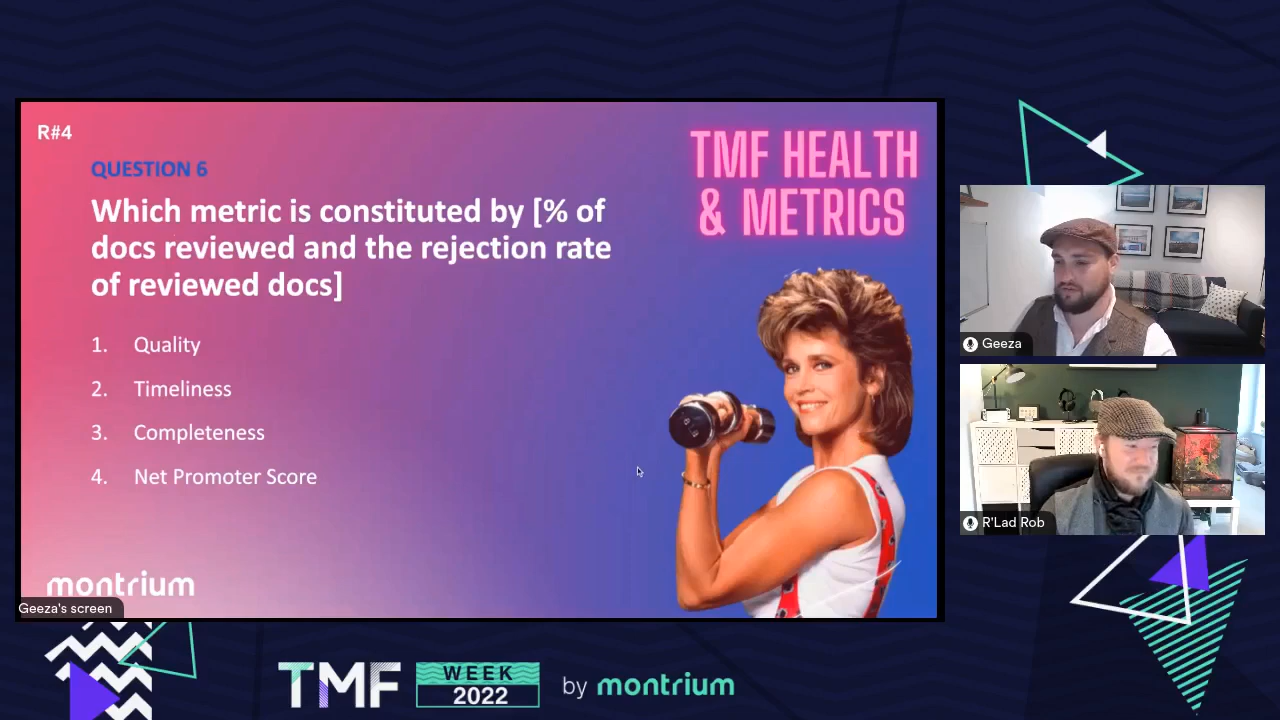 R#4
QUESTION 6
Which metric is constituted by [% of
docs reviewed and the rejection rate
of reviewed docs]
1. Quality
2. Timeliness
3. Completeness
4. Net Promoter Score
TMF HEALTH
& METRICS
montrium
Geeza's screen
Geeza
R'Lad Rob
TMF WEEK 2022 by montrium